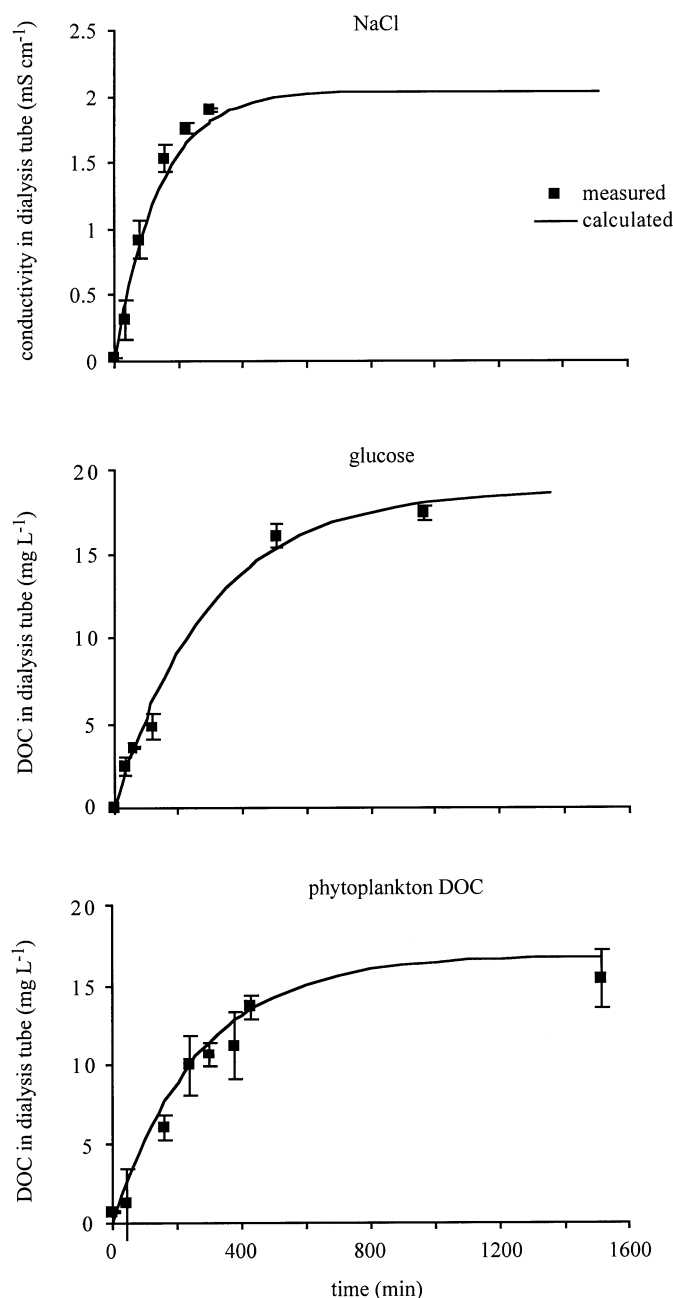 NaCl
conductivity in dialysis tube (mS cm-1)
2.5
2
1.5
1
0.5
0
measured
calculated
glucose
DOC in dialysis tube (mg L-1)
20
15
10
5
0
phytoplankton DOC
DOC in dialysis tube (mg L-1)
20
15
10
5
0
0 400 800 1200 1600
time (min)